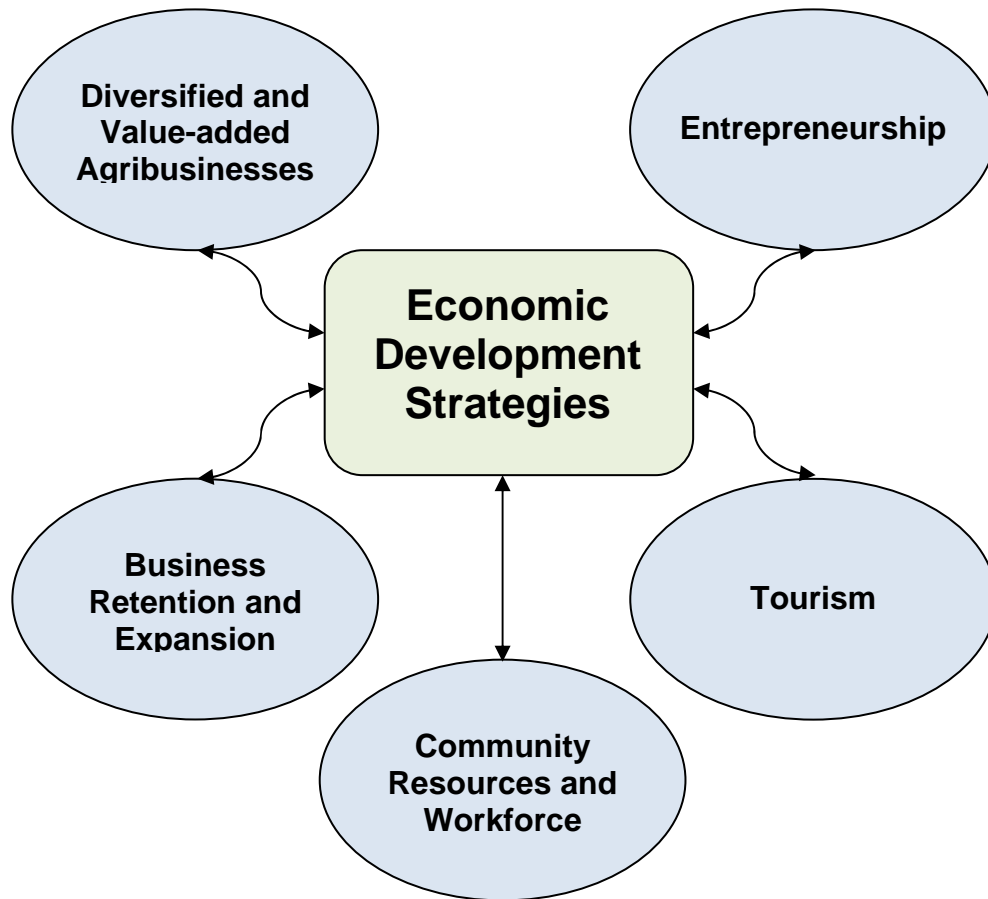 Diversified and
Value-added
Agribusinesses
Entrepreneurship
Economic
Development
Strategies
Business
Retention and
Expansion
Tourism
Community
Resources and
Workforce